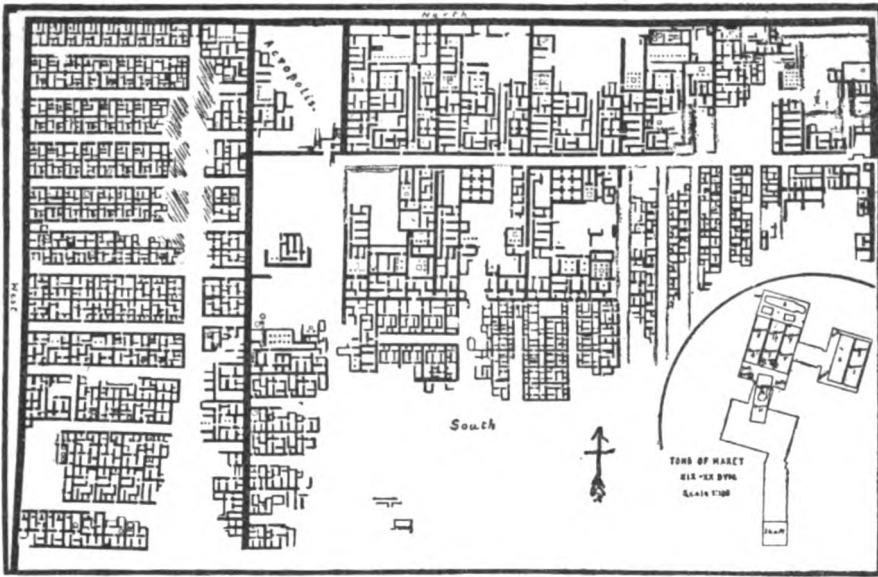 North
Acropolis.
West
South
TOMB OF MAKET
XIX-XX DYN.
Scale 1:100
Shaft